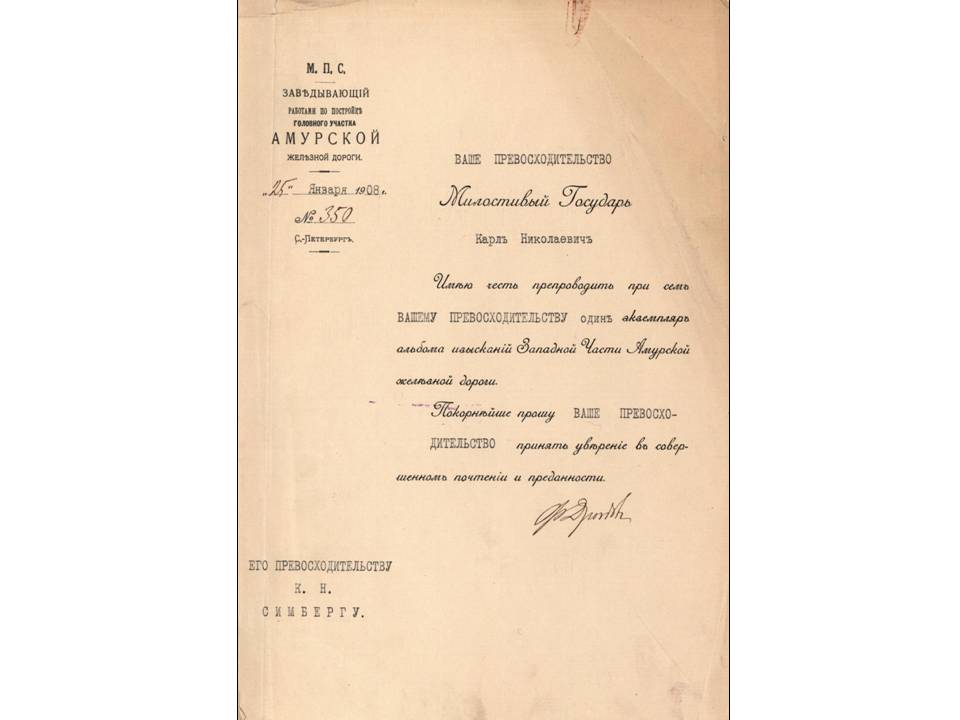 М. П. С.
ЗАВѢДЫВАЮЩІЙ
РАБОТАМИ ПО ПОСТРОЙКѢ
ГОЛОВНОГО УЧАСТКА
АМУРСКОЙ
ЖЕЛѢЗНОЙ ДОРОГИ.
„25“ Января 1908 г.
№ 350
С.-ПЕТЕРБУРГЪ.
ВАШЕ ПРЕВОСХОДИТЕЛЬСТВО
Милостивый Государь
Карлъ Николаевичъ
Имѣю честь препроводить при семъ
ВАШЕМУ ПРЕВОСХОДИТЕЛЬСТВУ одинъ экземпляръ
альбома изысканій Западной Части Амурской
желѣзной дороги.
Покорнѣйше прошу ВАШЕ ПРЕВОСХО-
ДИТЕЛЬСТВО принять увѣреніе въ совер-
шенномъ почтеніи и преданности.
ЕГО ПРЕВОСХОДИТЕЛЬСТВУ
К. Н.
СИМБЕРГУ.